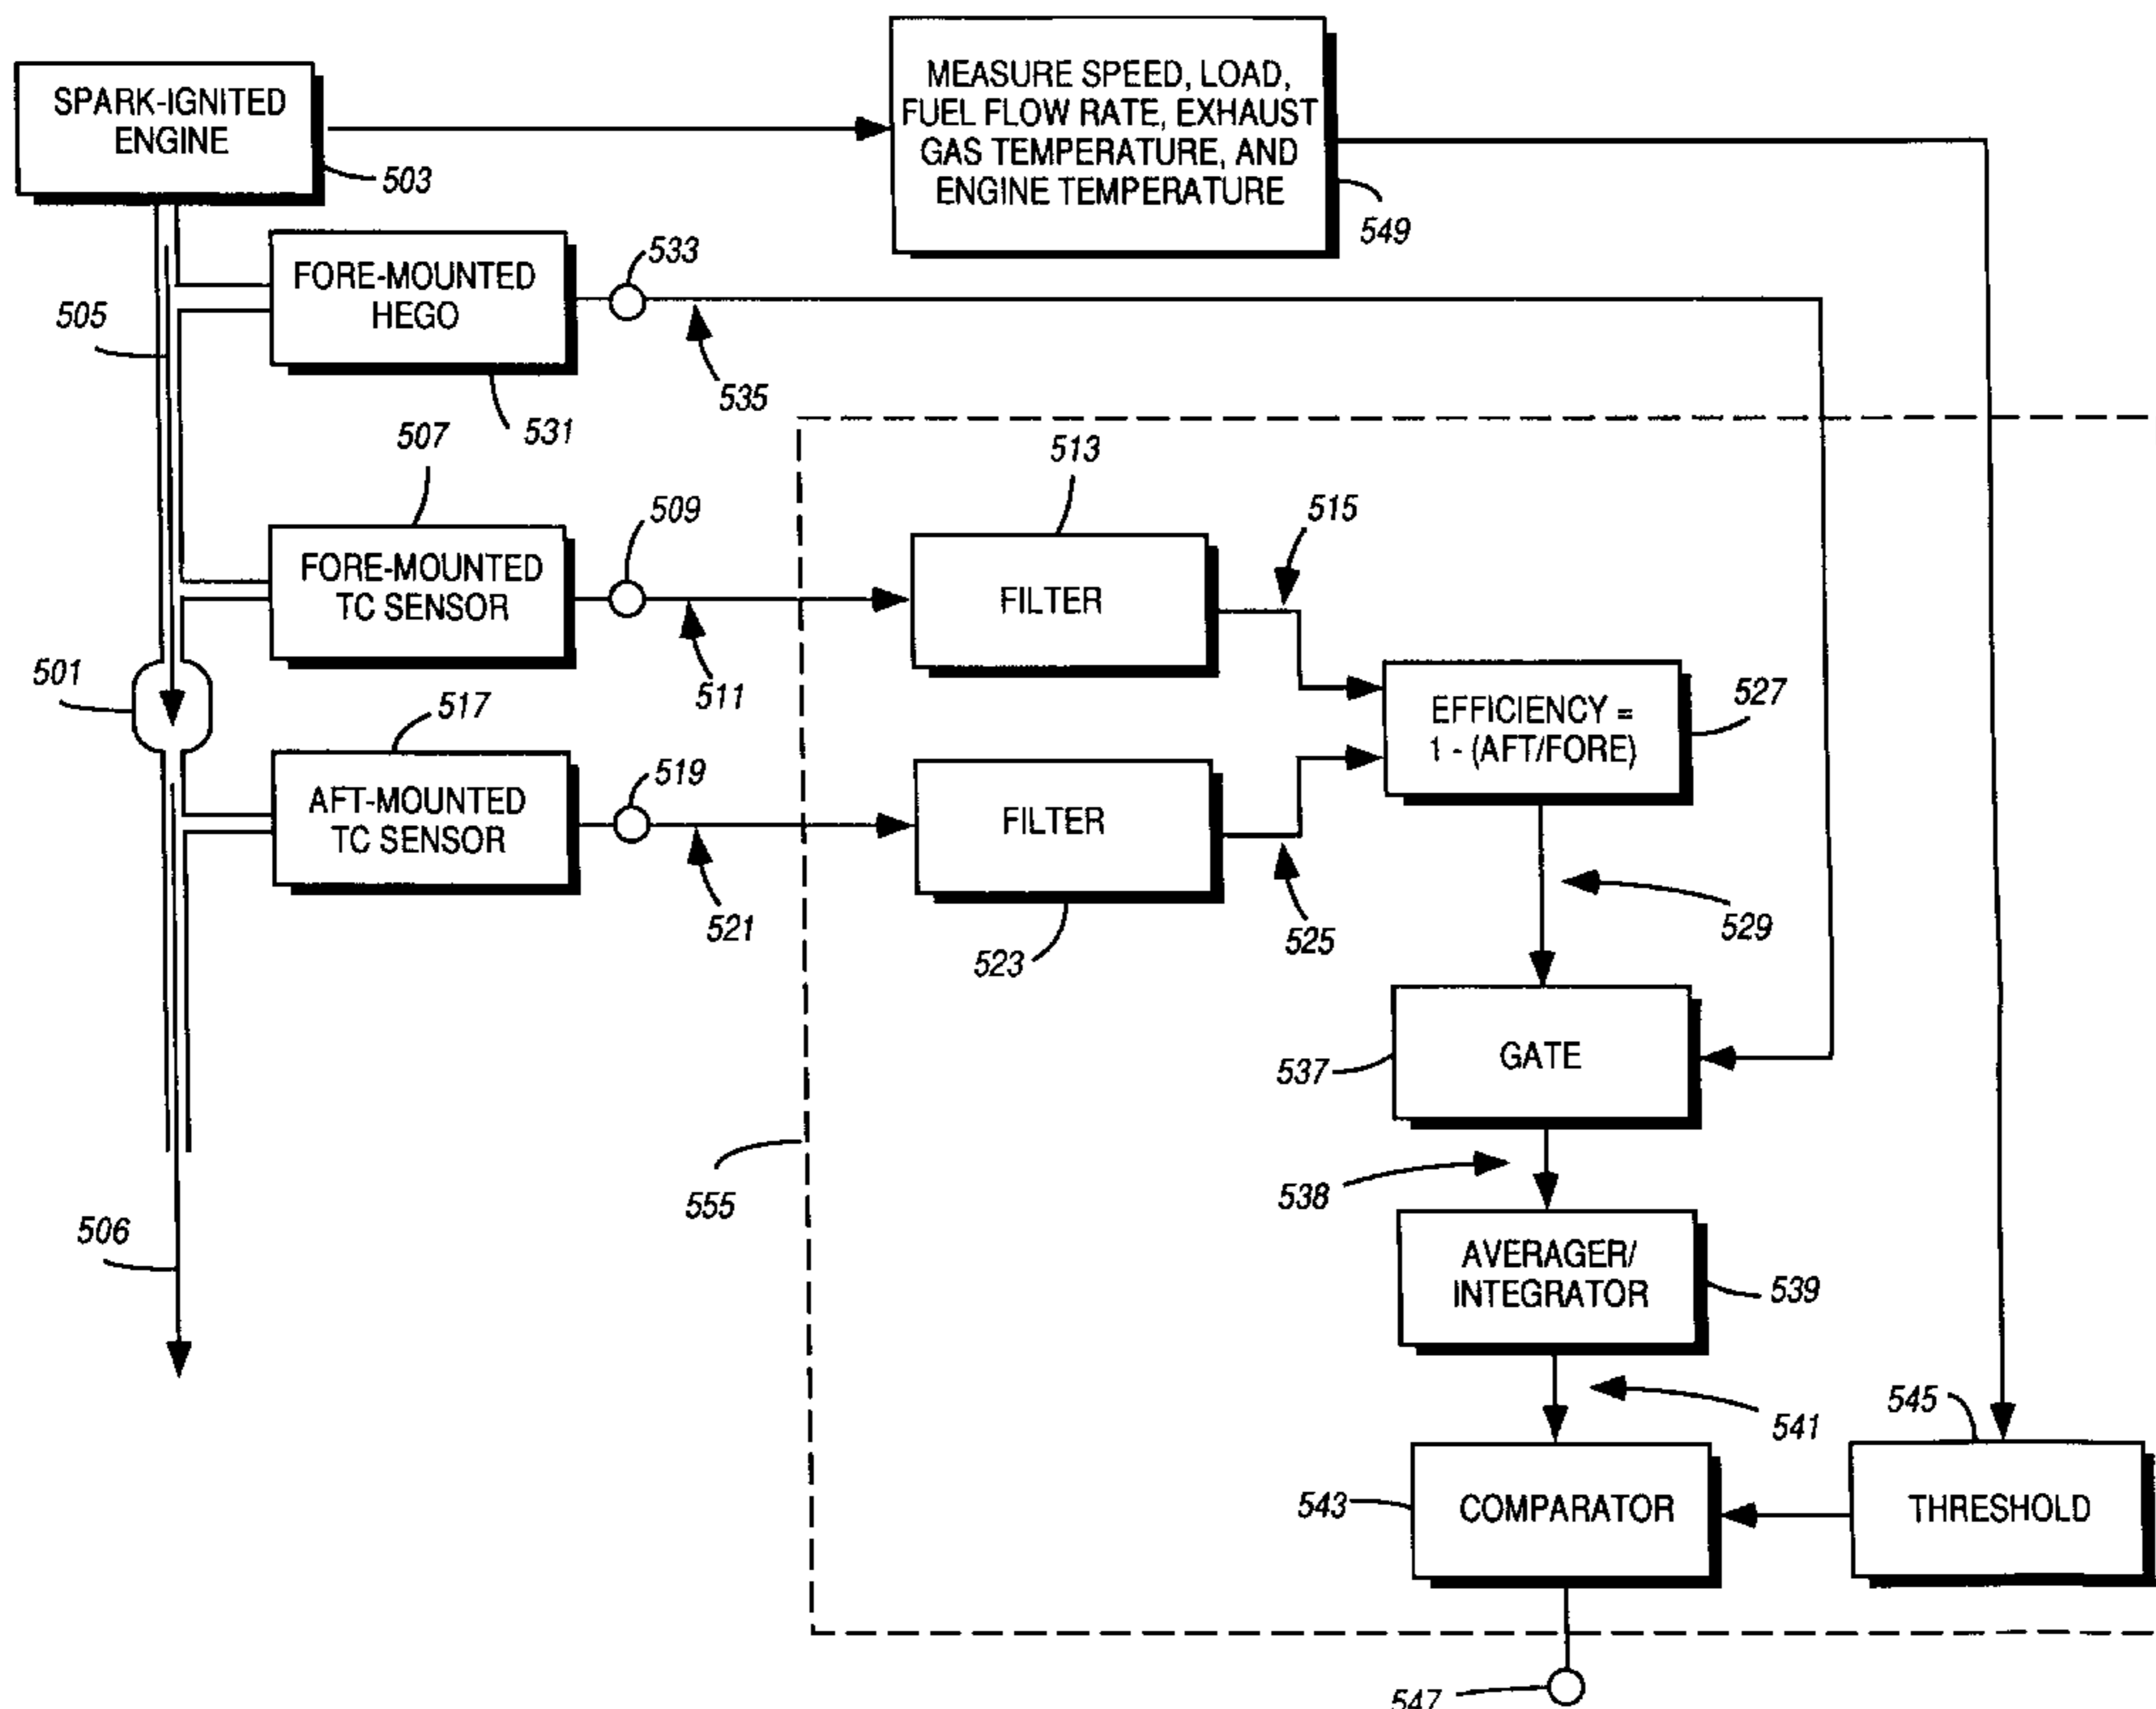 SPARK-IGNITED
ENGINE
503
MEASURE SPEED, LOAD,
FUEL FLOW RATE, EXHAUST
GAS TEMPERATURE, AND
ENGINE TEMPERATURE
549
FORE-MOUNTED
HEGO
533
535
531
505
507
FORE-MOUNTED
TC SENSOR
509
511
513
FILTER
515
501
517
AFT-MOUNTED
TC SENSOR
519
521
FILTER
523
525
EFFICIENCY =
1 - (AFT/FORE)
527
529
GATE
537
538
555
506
AVERAGER/
INTEGRATOR
539
541
545
543
COMPARATOR
THRESHOLD
547